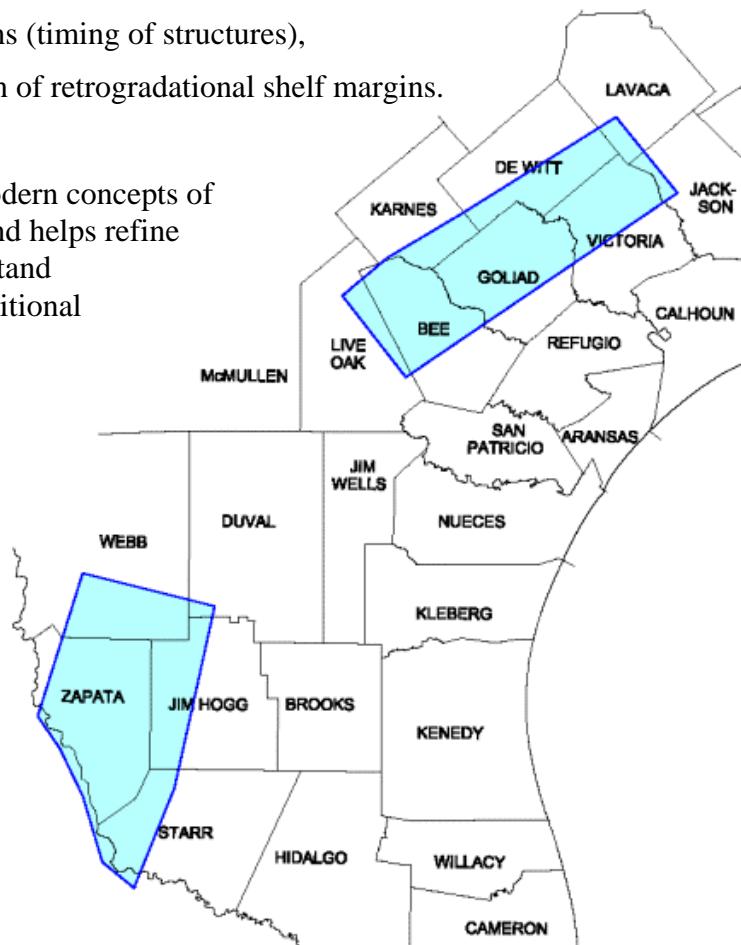 ns (timing of structures),
n of retrogradational shelf margins.
odern concepts of
nd helps refine
tand
sitional
LAVACA
DE WITT
JACK-
SON
KARNES
VICTORIA
GOLIAD
CALHOUN
BEE
LIVE
OAK
REFUGIO
McMULLEN
SAN
PATRICIO
ARANSAS
JIM
WELLS
DUVAL
NUECES
WEBB
KLEBERG
ZAPATA
JIM HOGG
BROOKS
KENEDY
STARR
HIDALGO
WILLACY
CAMERON